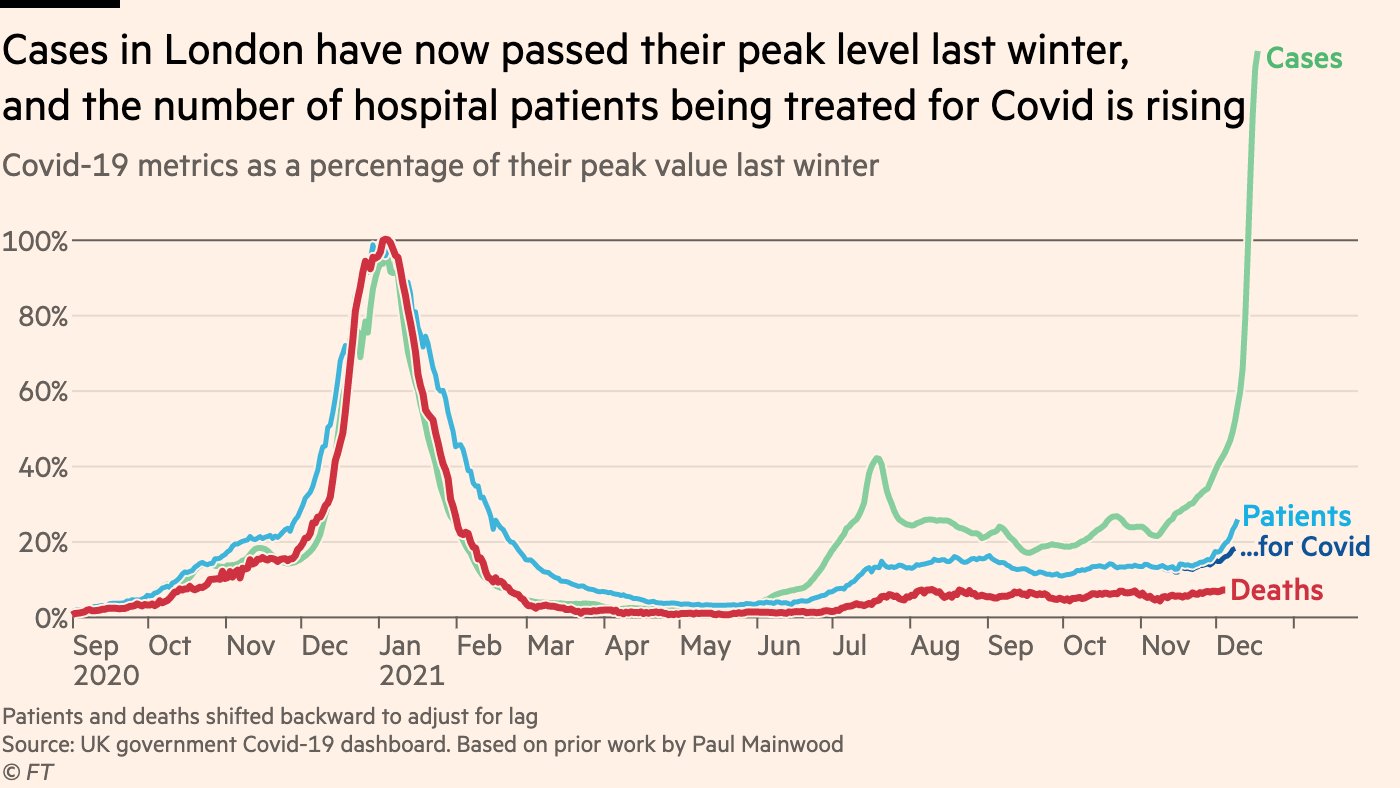 Cases in London have now passed their peak level last winter,
and the number of hospital patients being treated for Covid is rising
Covid-19 metrics as a percentage of their peak value last winter
Cases
100%
80%
60%
40%
20%
0%
Patients
...for Covid
Deaths
Sep Oct Nov Dec Jan Feb Mar Apr May Jun Jul Aug Sep Oct Nov Dec
2020 2021
Patients and deaths shifted backward to adjust for lag
Source: UK government Covid-19 dashboard. Based on prior work by Paul Mainwood
© FT